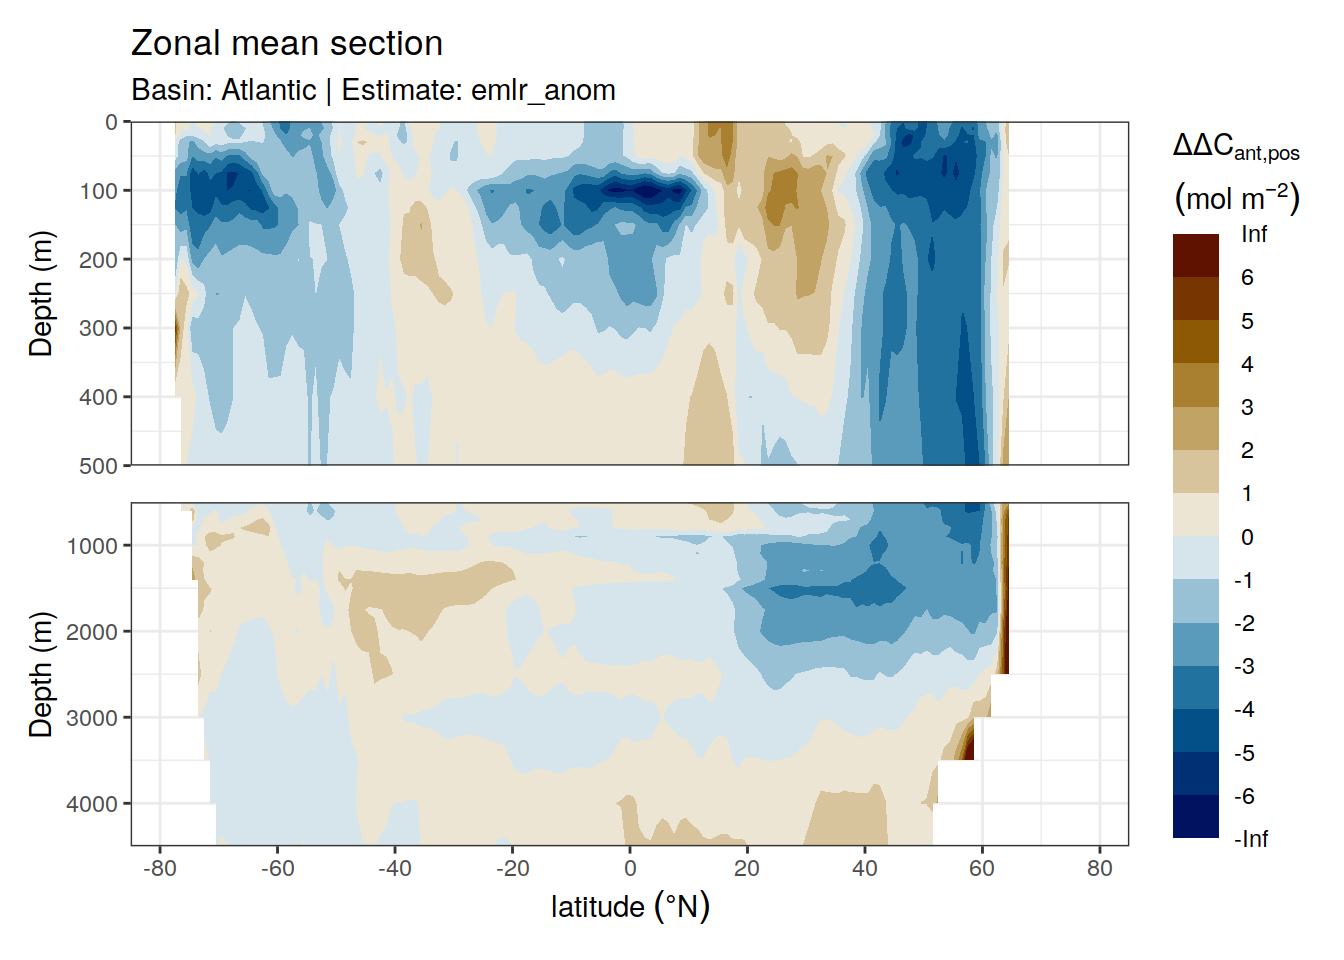 Zonal mean section
Basin: Atlantic | Estimate: emlr_anom
0
100
200
300
400
500
Depth (m)
1000
2000
3000
4000
Depth (m)
-80 -60 -40 -20 0 20 40 60 80
latitude (°N)
ΔΔC_ant,pos
(mol m⁻²)
Inf
6
5
4
3
2
1
0
-1
-2
-3
-4
-5
-6
-Inf